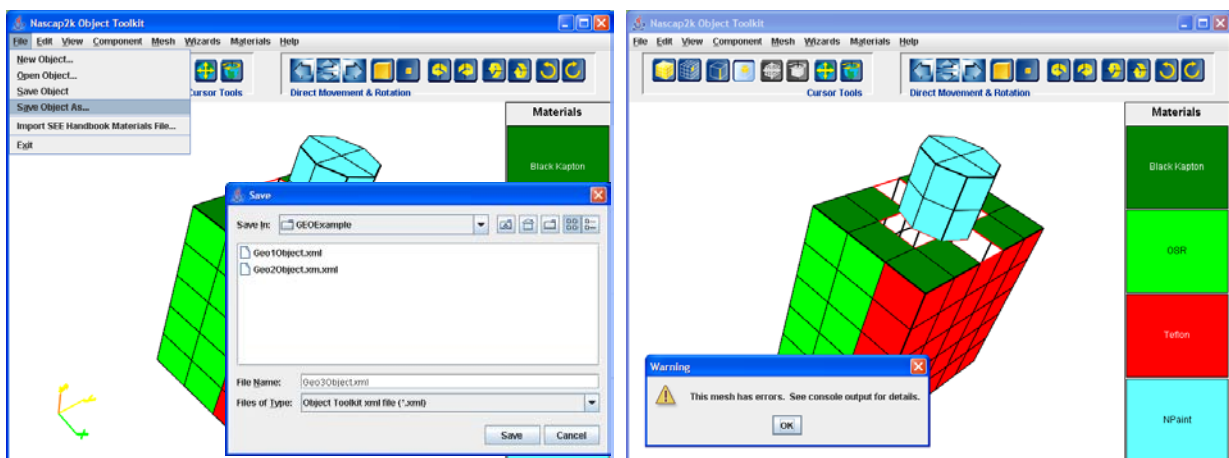 Nascap2k Object Toolkit
File Edit View Component Mesh Wizards Materials Help
New Object...
Open Object...
Save Object
Save Object As...
Import SEE Handbook Materials File...
Exit
Cursor Tools
Direct Movement & Rotation
Materials
Black Kapton
Save
Save In: GEOExample
Geo1Object.xml
Geo2Object.xm.xml
File Name: Geo3Object.xml
Files of Type: Object Toolkit xml file (*.xml)
Save Cancel
Nascap2k Object Toolkit
File Edit View Component Mesh Wizards Materials Help
Cursor Tools
Direct Movement & Rotation
Materials
Black Kapton
OSR
Teflon
NPaint
Warning
This mesh has errors. See console output for details.
OK